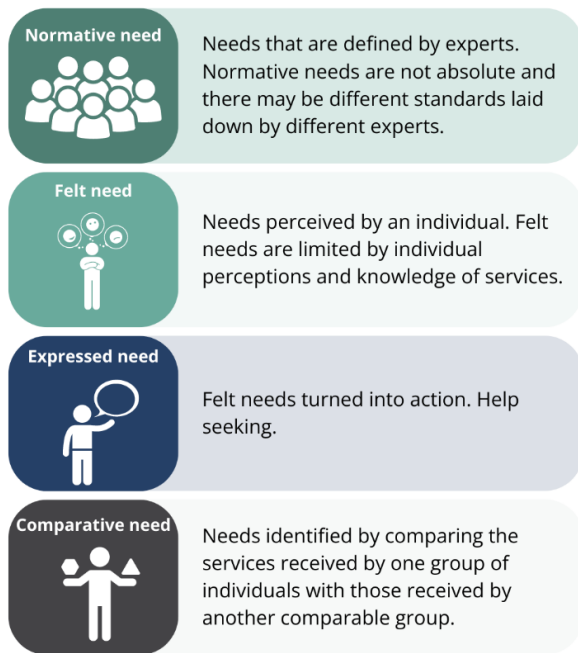 Normative need
Needs that are defined by experts.
Normative needs are not absolute and
there may be different standards laid
down by different experts.
Felt need
Needs perceived by an individual. Felt
needs are limited by individual
perceptions and knowledge of services.
Expressed need
Felt needs turned into action. Help
seeking.
Comparative need
Needs identified by comparing the
services received by one group of
individuals with those received by
another comparable group.